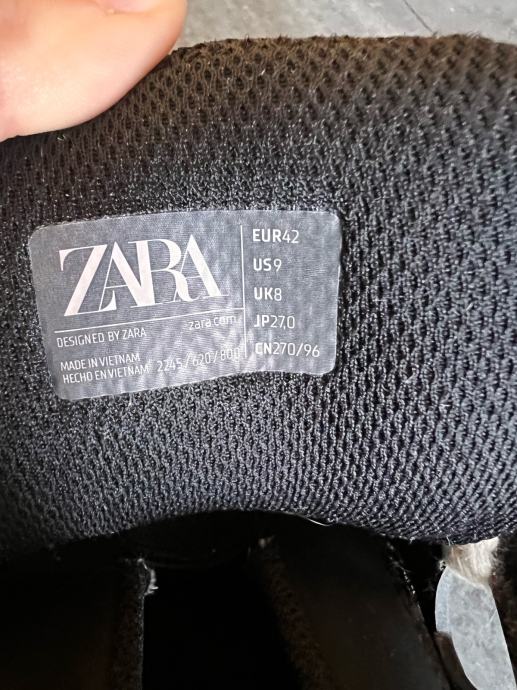 ZARA
DESIGNED BY ZARA zara.com
MADE IN VIETNAM
HECHO EN VIETNAM 2245/620/800
EUR42
US9
UK8
JP27,0
CN270/96